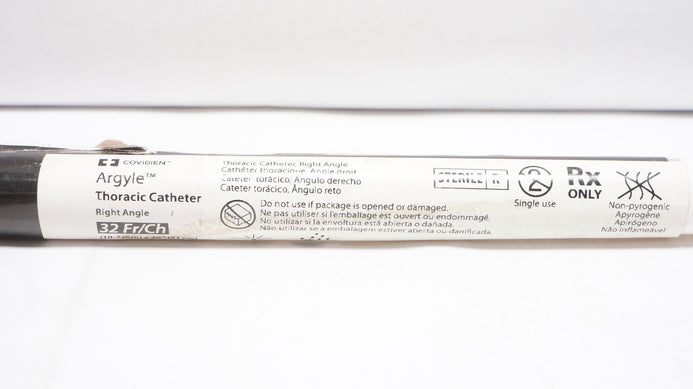 COVIDIEN™
Argyle™
Thoracic Catheter
Right Angle
32 Fr/Ch
Thoracic Catheter, Right Angle
Cathéter thoracique, Angle droit
Catéter torácico, Ángulo derecho
Cateter torácico, Ângulo reto
Do not use if package is opened or damaged.
Ne pas utiliser si l'emballage est ouvert ou endommagé.
No utilizar si la envoltura está abierta o dañada.
Não utilizar se a embalagem estiver aberta ou danificada.
STERILE R
2
Single use
Rx
ONLY
Non-pyrogenic
Apyrogène
Apirógeno
Não inflameável